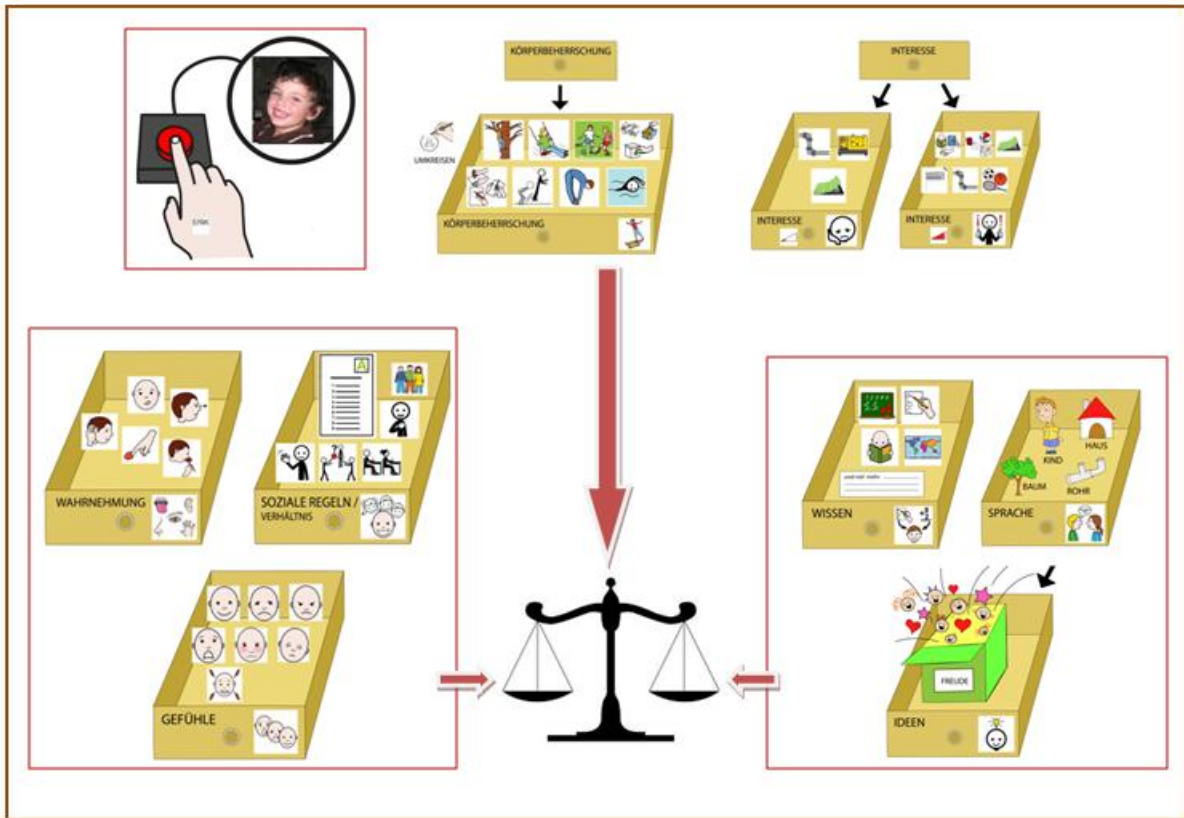 KÖRPERBEHERRSCHUNG
INTERESSE
UMKREISEN
KÖRPERBEHERRSCHUNG
INTERESSE
INTERESSE
WAHRNEHMUNG
SOZIALE REGELN /
VERHÄLTNIS
A
WISSEN
KIND
HAUS
BAUM
ROHR
SPRACHE
GEFÜHLE
FREUDE
IDEEN